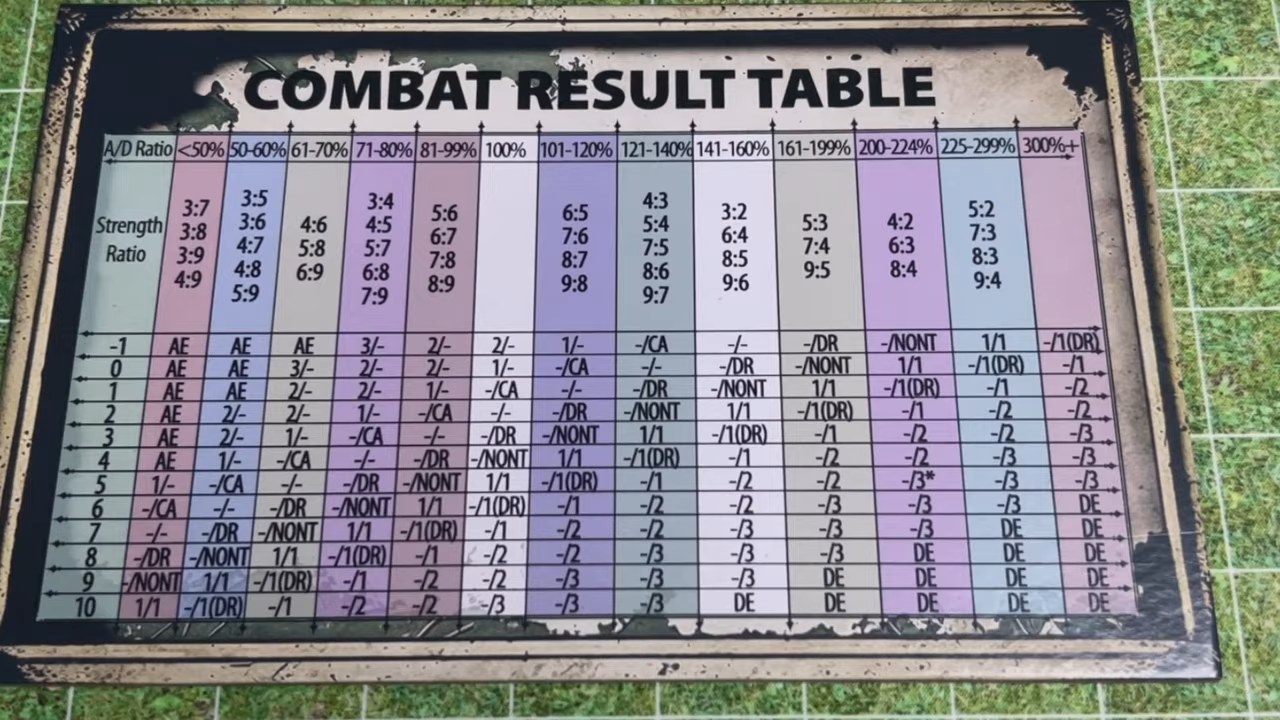 COMBAT RESULT TABLE
A/D Ratio <50% 50-60% 61-70% 71-80% 81-99% 100% 101-120% 121-140% 141-160% 161-199% 200-224% 225-299% 300%+
Strength Ratio
3:7 3:8 3:9 4:9
3:5 3:6 4:7 4:8 5:9
4:6 5:8 6:9
3:4 4:5 5:7 6:8 7:9
5:6 6:7 7:8 8:9
6:5 7:6 8:7 9:8
4:3 5:4 7:5 8:6 9:7
3:2 6:4 8:5 9:6
5:3 7:4 9:5
4:2 6:3 8:4
5:2 7:3 8:3 9:4
-1 AE AE AE 3/- 2/- 2/- 1/- -/CA -/- -/DR -/NONT 1/1 -/1(DR)
0 AE AE 3/- 2/- 2/- 1/- -/CA -/- -/DR -/NONT 1/1 -/1(DR) -/1
1 AE AE 2/- 2/- 1/- -/CA -/- -/DR -/NONT 1/1 -/1(DR) -/1 -/2
2 AE 2/- 2/- 1/- -/CA -/- -/DR -/NONT 1/1 -/1(DR) -/1 -/2 -/2
3 AE 2/- 1/- -/CA -/- -/DR -/NONT 1/1 -/1(DR) -/1 -/2 -/2 -/3
4 AE 1/- -/CA -/- -/DR -/NONT 1/1 -/1(DR) -/1 -/2 -/2 -/3 -/3
5 1/- -/CA -/- -/DR -/NONT 1/1 -/1(DR) -/1 -/2 -/2 -/3* -/3 -/3
6 -/CA -/- -/DR -/NONT 1/1 -/1(DR) -/1 -/2 -/2 -/3 -/3 -/3 DE
7 -/- -/DR -/NONT 1/1 -/1(DR) -/1 -/2 -/2 -/3 -/3 -/3 DE DE
8 -/DR -/NONT 1/1 -/1(DR) -/1 -/2 -/2 -/3 -/3 -/3 DE DE DE
9 -/NONT 1/1 -/1(DR) -/1 -/2 -/2 -/3 -/3 -/3 DE DE DE DE
10 1/1 -/1(DR) -/1 -/2 -/2 -/3 -/3 -/3 DE DE DE DE DE